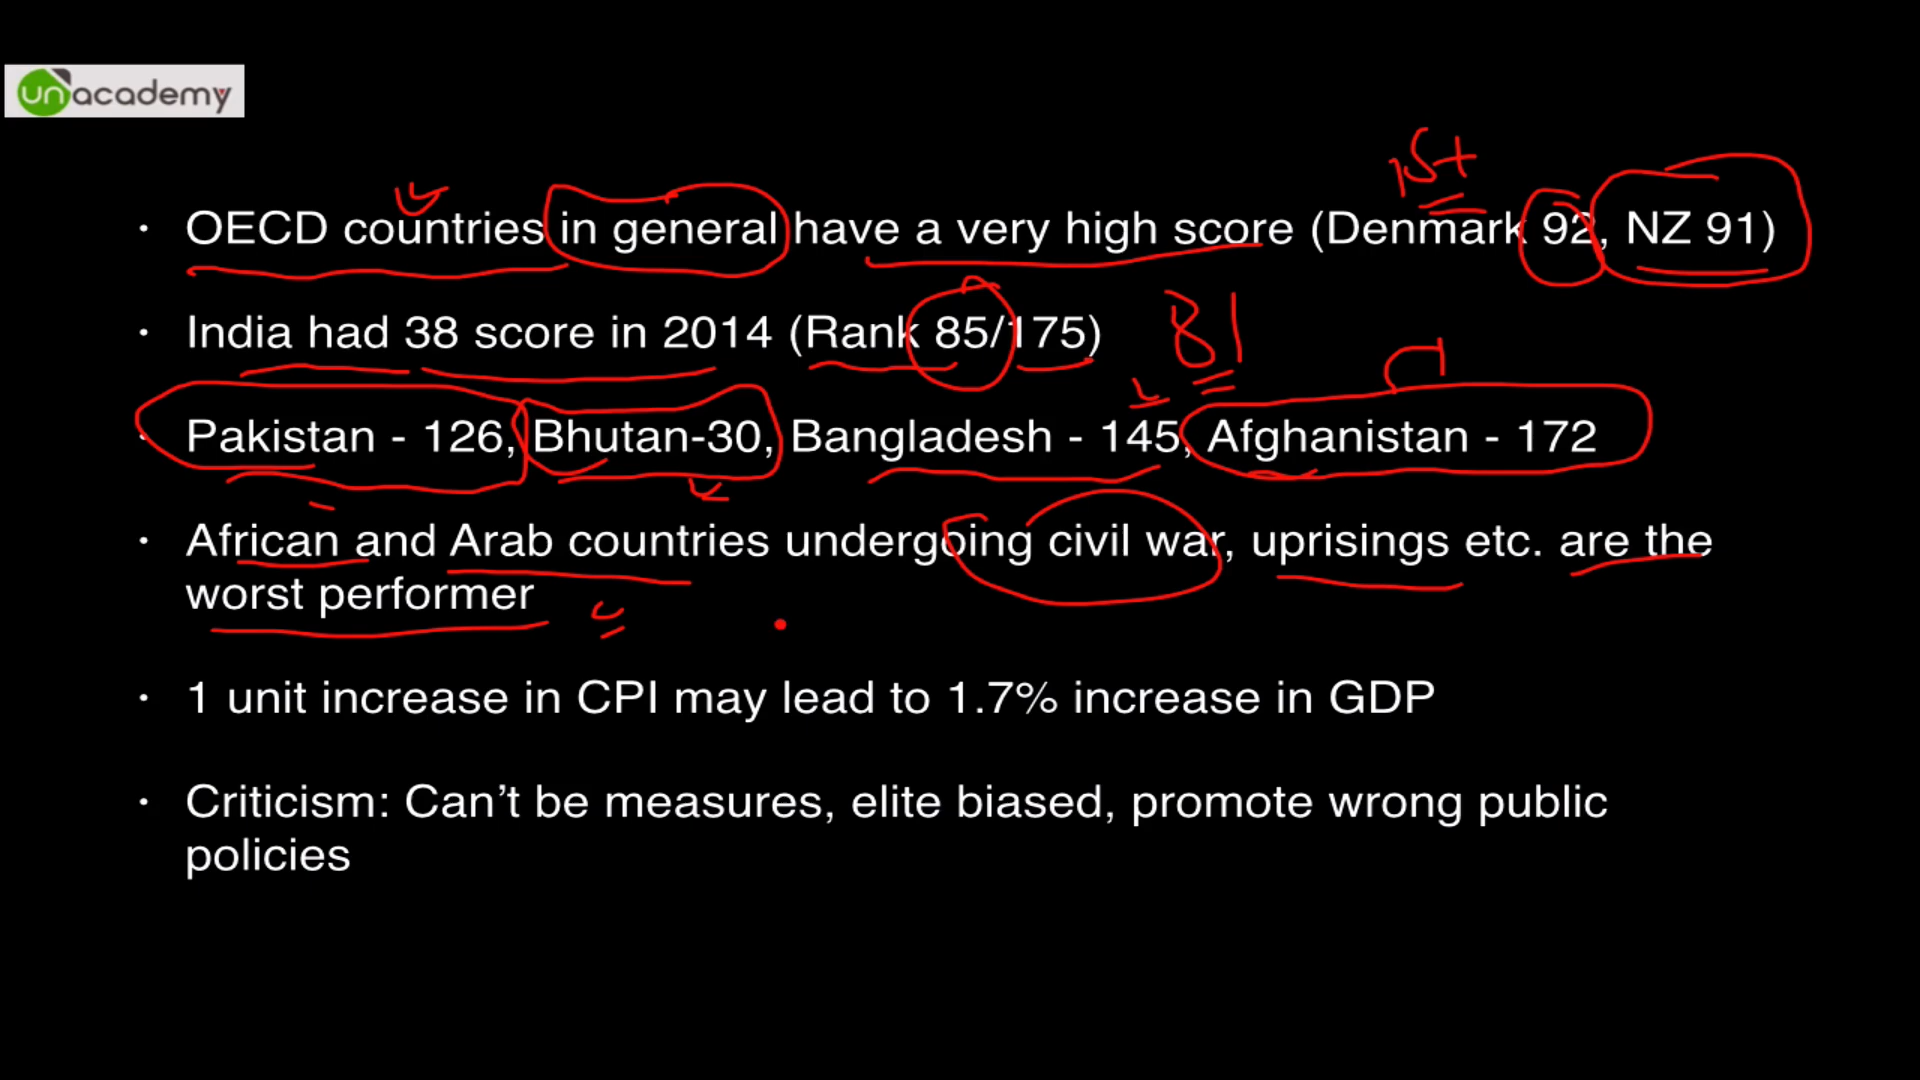 unacademy
1st
· OECD countries in general have a very high score (Denmark 92, NZ 91)
· India had 38 score in 2014 (Rank 85/175) 81
· Pakistan - 126, Bhutan-30, Bangladesh - 145, Afghanistan - 172
· African and Arab countries undergoing civil war, uprisings etc. are the
worst performer
· 1 unit increase in CPI may lead to 1.7% increase in GDP
· Criticism: Can’t be measures, elite biased, promote wrong public
policies